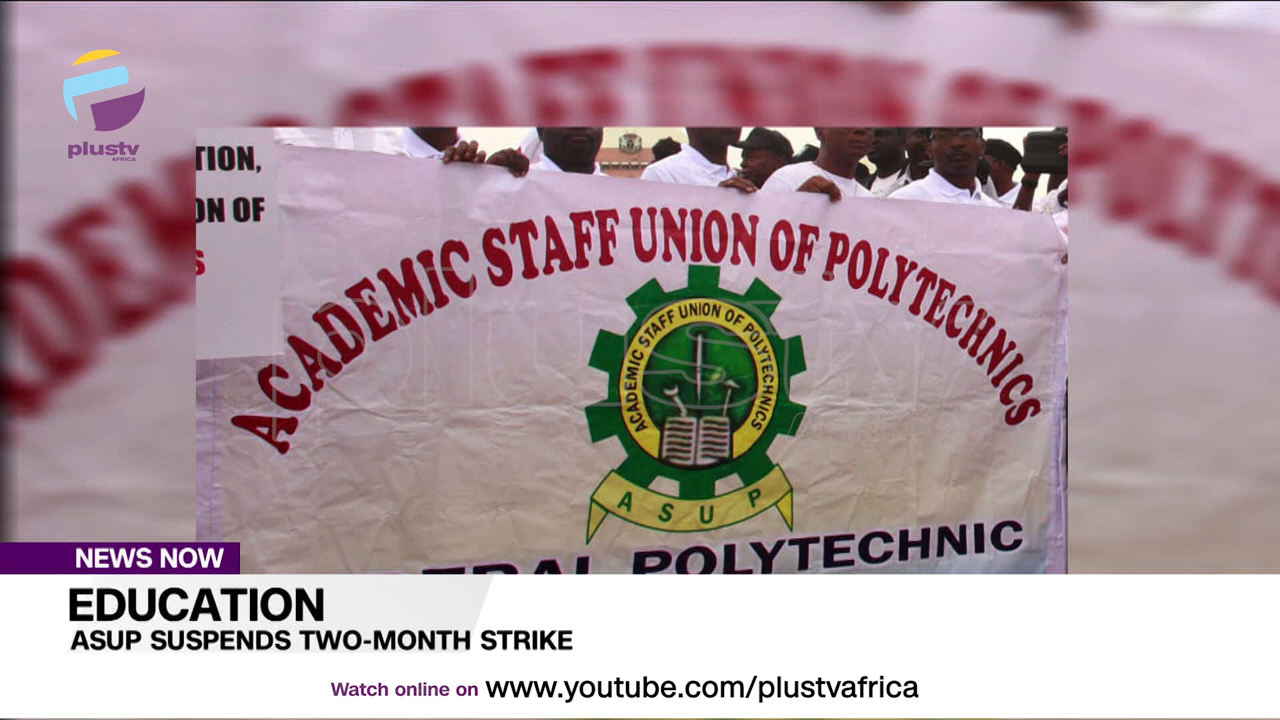 plustv
AFRICA
TION,
ON OF
S
ACADEMIC STAFF UNION OF POLYTECHNICS
ACADEMIC STAFF UNION OF POLYTECHNICS
ASUP
POLYTECHNIC
NEWS NOW
EDUCATION
ASUP SUSPENDS TWO-MONTH STRIKE
Watch online on www.youtube.com/plustvafrica